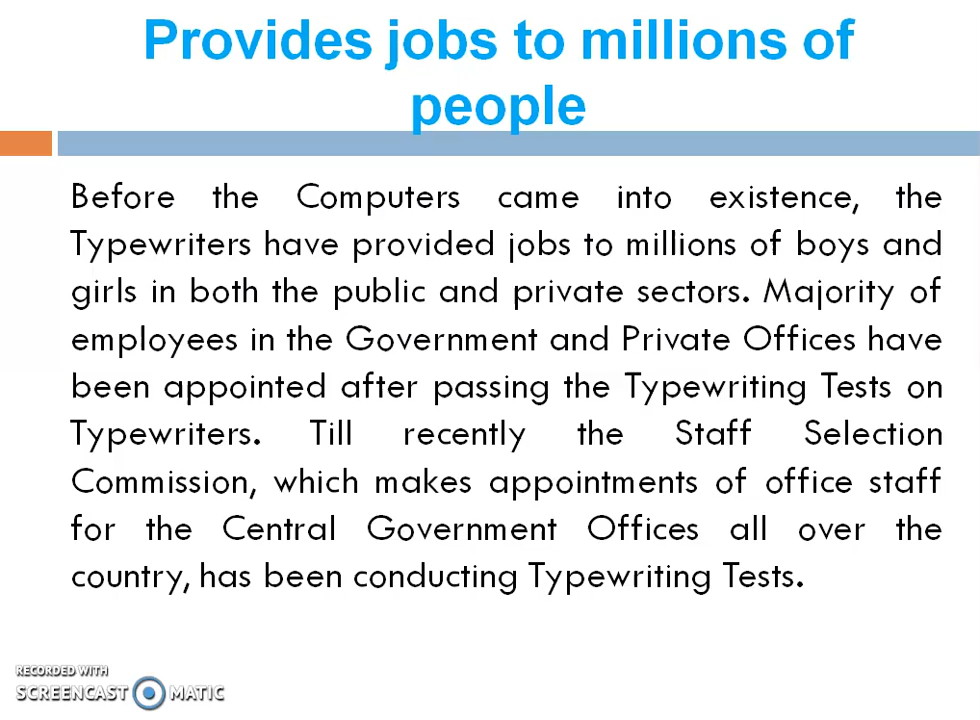 Provides jobs to millions of
people
Before the Computers came into existence, the
Typewriters have provided jobs to millions of boys and
girls in both the public and private sectors. Majority of
employees in the Government and Private Offices have
been appointed after passing the Typewriting Tests on
Typewriters. Till recently the Staff Selection
Commission, which makes appointments of office staff
for the Central Government Offices all over the
country, has been conducting Typewriting Tests.
RECORDED WITH
SCREENCAST MATIC